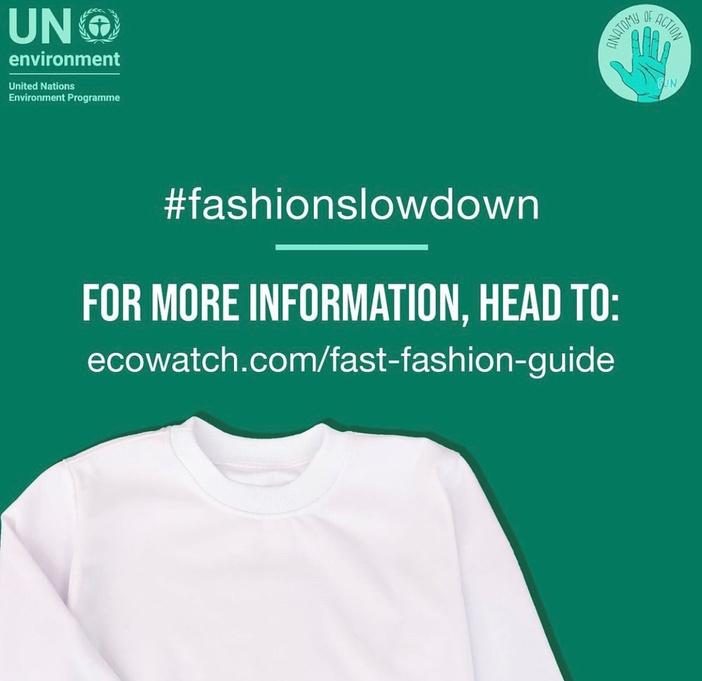 UN
environment
United Nations
Environment Programme
ANATOMY OF ACTION
#fashionslowdown
FOR MORE INFORMATION, HEAD TO:
ecowatch.com/fast-fashion-guide